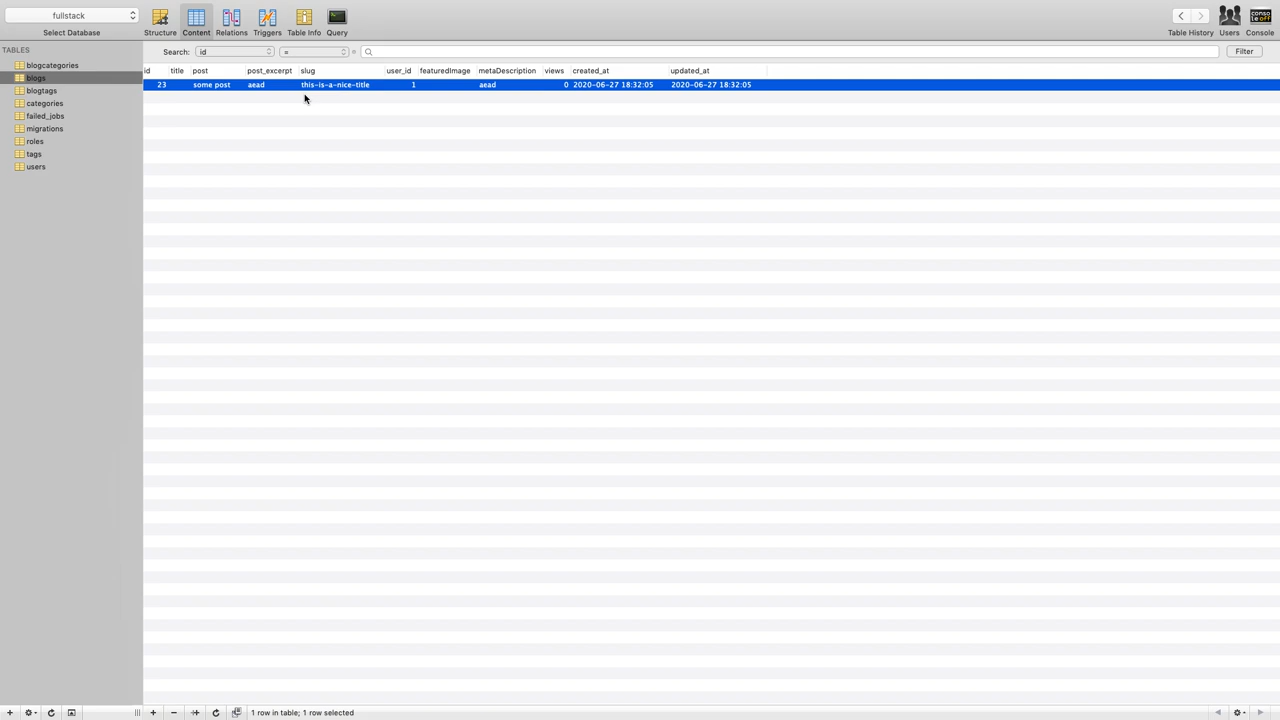 fullstack
Select Database
Structure
Content
Relations
Triggers
Table Info
Query
Table History
Users
conso
le off
Console
TABLES
blogcategories
blogs
blogtags
categories
failed_jobs
migrations
roles
tags
users
Search: id = =
Filter
id title post post_excerpt slug user_id featuredImage metaDescription views created_at updated_at
23 some post aead this-is-a-nice-title 1 aead 0 2020-06-27 18:32:05 2020-06-27 18:32:05
1 row in table; 1 row selected